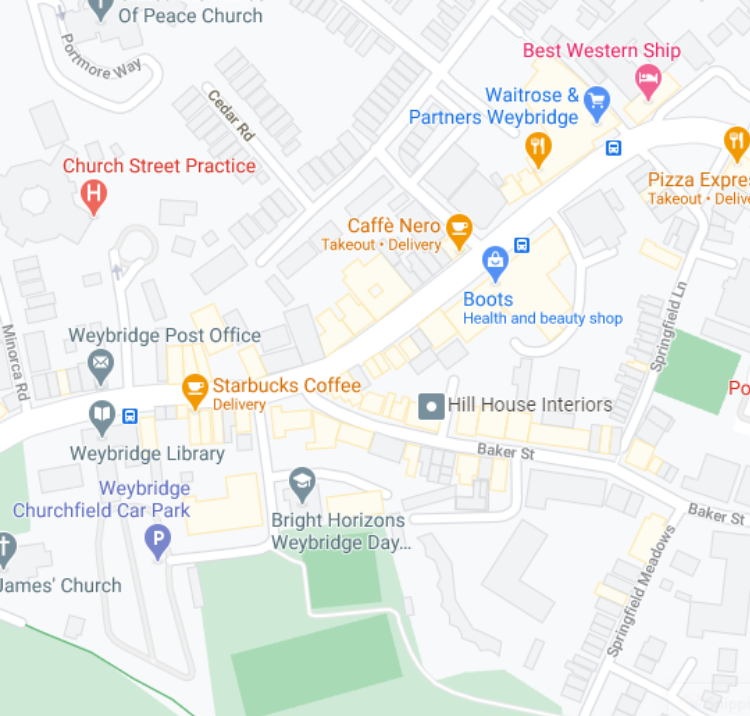 Of Peace Church
Portmore Way
Best Western Ship
Cedar Rd
Waitrose &
Partners Weybridge
Church Street Practice
Pizza Expre
Takeout • Delive
Caffè Nero
Takeout • Delivery
Boots
Health and beauty shop
Springfield Ln
Weybridge Post Office
Minorca Rd
Starbucks Coffee
Delivery
Po
Hill House Interiors
Weybridge Library
Baker St
Weybridge
Churchfield Car Park
P
Bright Horizons
Weybridge Day...
Baker St
James' Church
Springfield Meadows